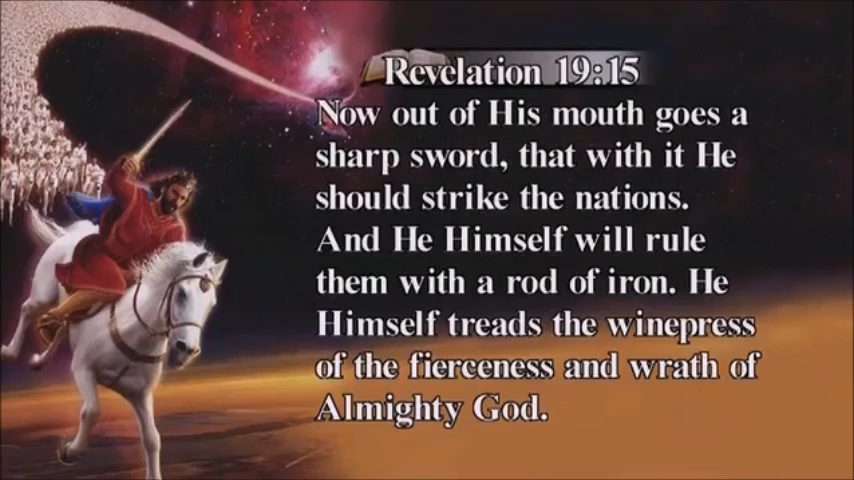 Revelation 19:15
Now out of His mouth goes a
sharp sword, that with it He
should strike the nations.
And He Himself will rule
them with a rod of iron. He
Himself treads the winepress
of the fierceness and wrath of
Almighty God.